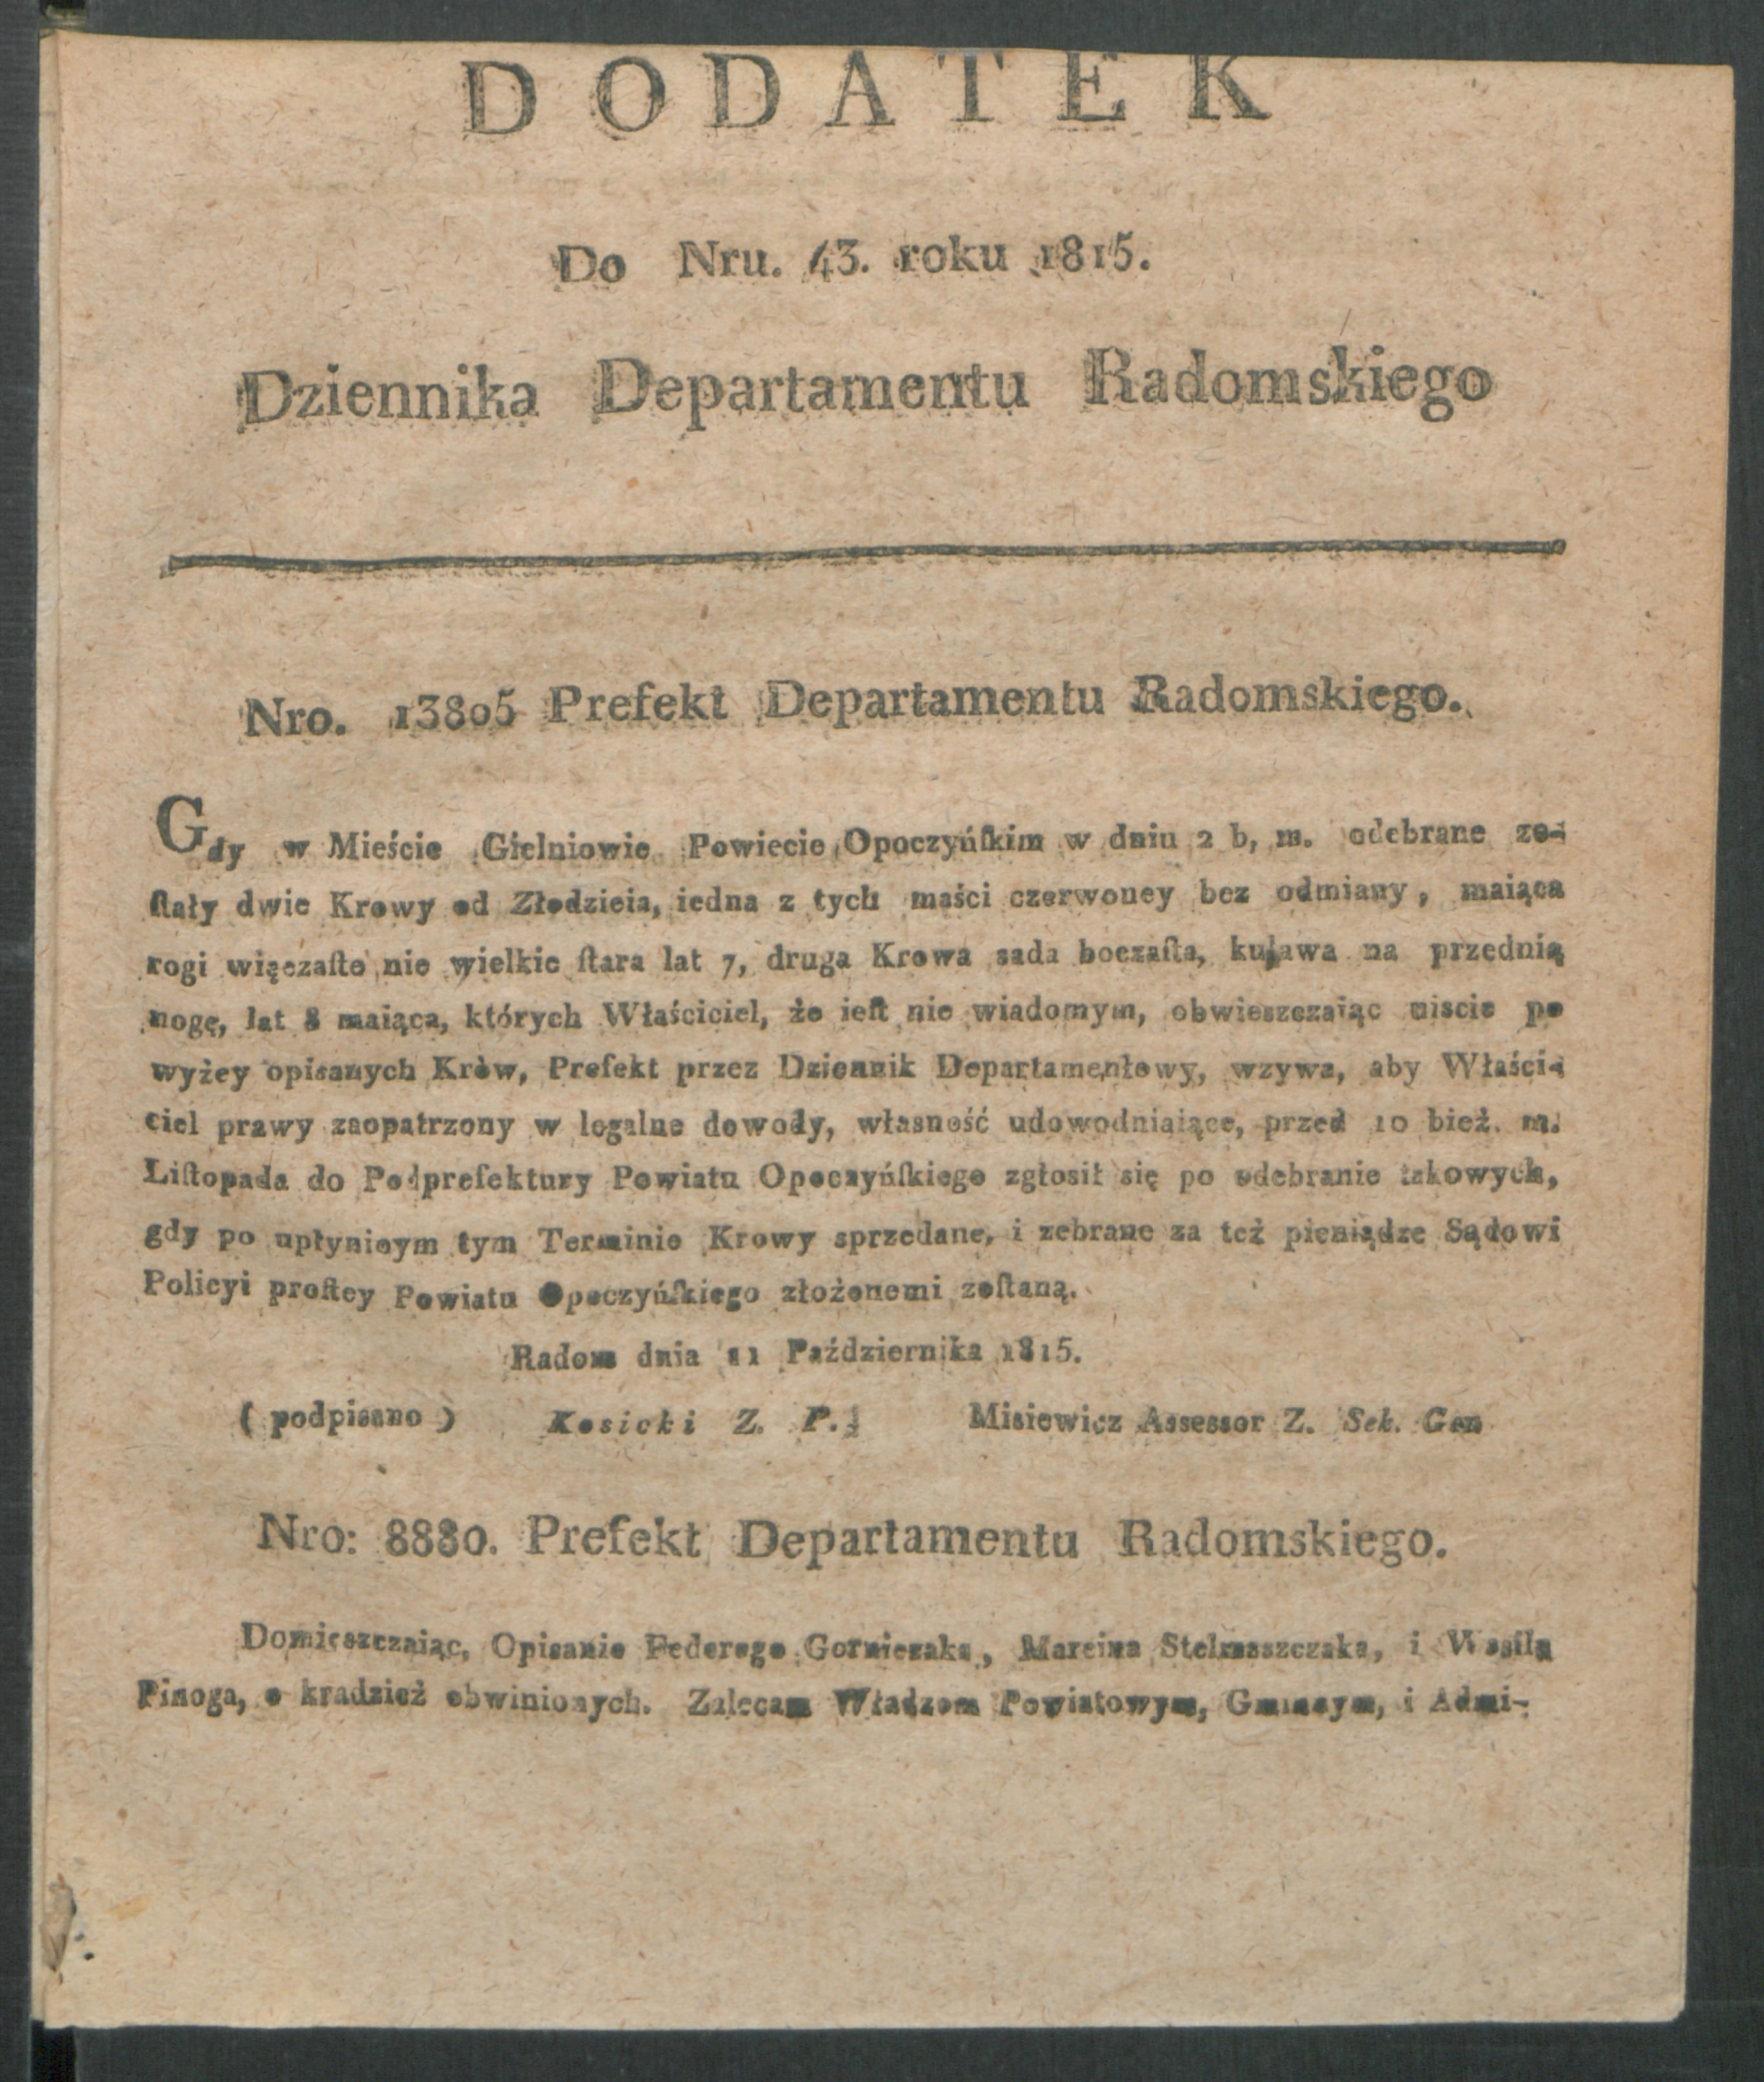 DODATEK
Do Nru. 43. roku 1815.
Dziennika Departamentu Radomskiego
Nro. 13805 Prefekt Departamentu Radomskiego.
Gdy w Mieście Gielniowie Powiecie Opoczyńſkim w dniu 2 b, m. odebrane zo-
ſtały dwie Krowy od Złodzieia, iedna z tych maści czerwoney bez odmiany, maiąca
rogi więczaſte nie wielkie ſtara lat 7, druga Krowa sada boczaſta, kulawa na przednią
nogę, lat 8 maiąca, których Właściciel, że ieſt nie wiadomym, obwieszczaiąc niscie po
wyżey opisanych Krów, Prefekt przez Dziennik Departamentowy, wzywa, aby Właści-
ciel prawy zaopatrzony w legalne dowody, własność udowodniaiące, przed 10 bież. m.
Liſtopada do Podprefektury Powiatu Opoczyńſkiego zgłosił się po odebranie takowych,
gdy po upłynieym tym Terminie Krowy sprzedane, i zebrane za też pieniądze Sądowi
Policyi proſtey Powiatu Opoczyńſkiego złożonemi zoſtaną.
Radom dnia 11 Października 1815.
(podpisano) Kosicki Z. P. Misiewicz Assessor Z. Sek. Gen
Nro: 8880. Prefekt Departamentu Radomskiego.
Domieszczaiąc, Opisanie Federego Gorniczaka, Marcina Stelmaszczaka, i Wasila
Pinoga, o kradzież obwinionych. Zalecam Władzom Powiatowym, Gminnym, i Admi-